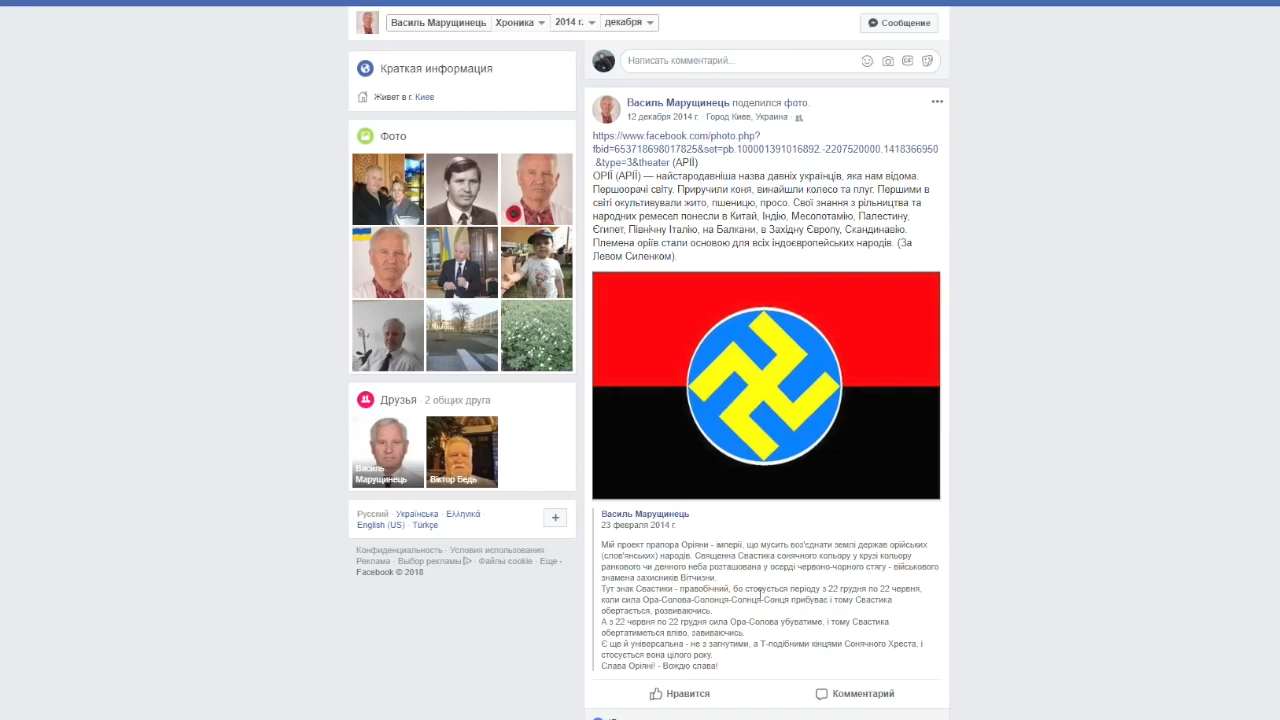 Василь Марущинець Хроника 2014 г. декабря
Сообщение
Краткая информация
Живет в г. Киев
Фото
Друзья · 2 общих друга
Василь
Марущинець
Віктор Бедь
Русский · Українська · Ελληνικά
English (US) · Türkçe
+
Конфиденциальность · Условия использования ·
Реклама · Выбор рекламы · Файлы cookie · Еще
Facebook © 2018
Написать комментарий...
Василь Марущинець поделился фото.
12 декабря 2014 г. · Город Киев, Украина
https://www.facebook.com/photo.php?
fbid=653718698017825&set=pb.100001391016892.-2207520000.1418366950
.&type=3&theater (АРІЇ)
ОРІЇ (АРІЇ) — найстародавніша назва давніх українців, яка нам відома.
Першоорачі світу. Приручили коня, винайшли колесо та плуг. Першими в
світі окультивували жито, пшеницю, просо. Свої знання з рільництва та
народних ремесел понесли в Китай, Індію, Месопотамію, Палестину,
Єгипет, Північну Італію, на Балкани, в Західну Європу, Скандинавію.
Племена оріїв стали основою для всіх індоєвропейських народів. (За
Левом Силенком).
Василь Марущинець
23 февраля 2014 г.
Мій проект прапора Оріяни - імперії, що мусить воз'єднати землі держав орійських
(слов'янських) народів. Священна Свастика сонячного кольору у крузі кольору
ранкового чи денного неба розташована у осерді червоно-чорного стягу - військового
знамена захисників Вітчизни.
Тут знак Свастики - правобічний, бо стосується періоду з 22 грудня по 22 червня,
коли сила Ора-Солова-Солонця-Солнця-Сонця прибуває і тому Свастика
обертається, розвиваючись.
А з 22 червня по 22 грудня сила Ора-Солова убуватиме, і тому Свастика
обертатиметься вліво, завиваючись.
Є ще й універсальна - не з загнутими, а Т-подібними кінцями Сонячного Хреста, і
стосується вона цілого року.
Слава Оріяні! - Вождю слава!
Нравится
Комментарий